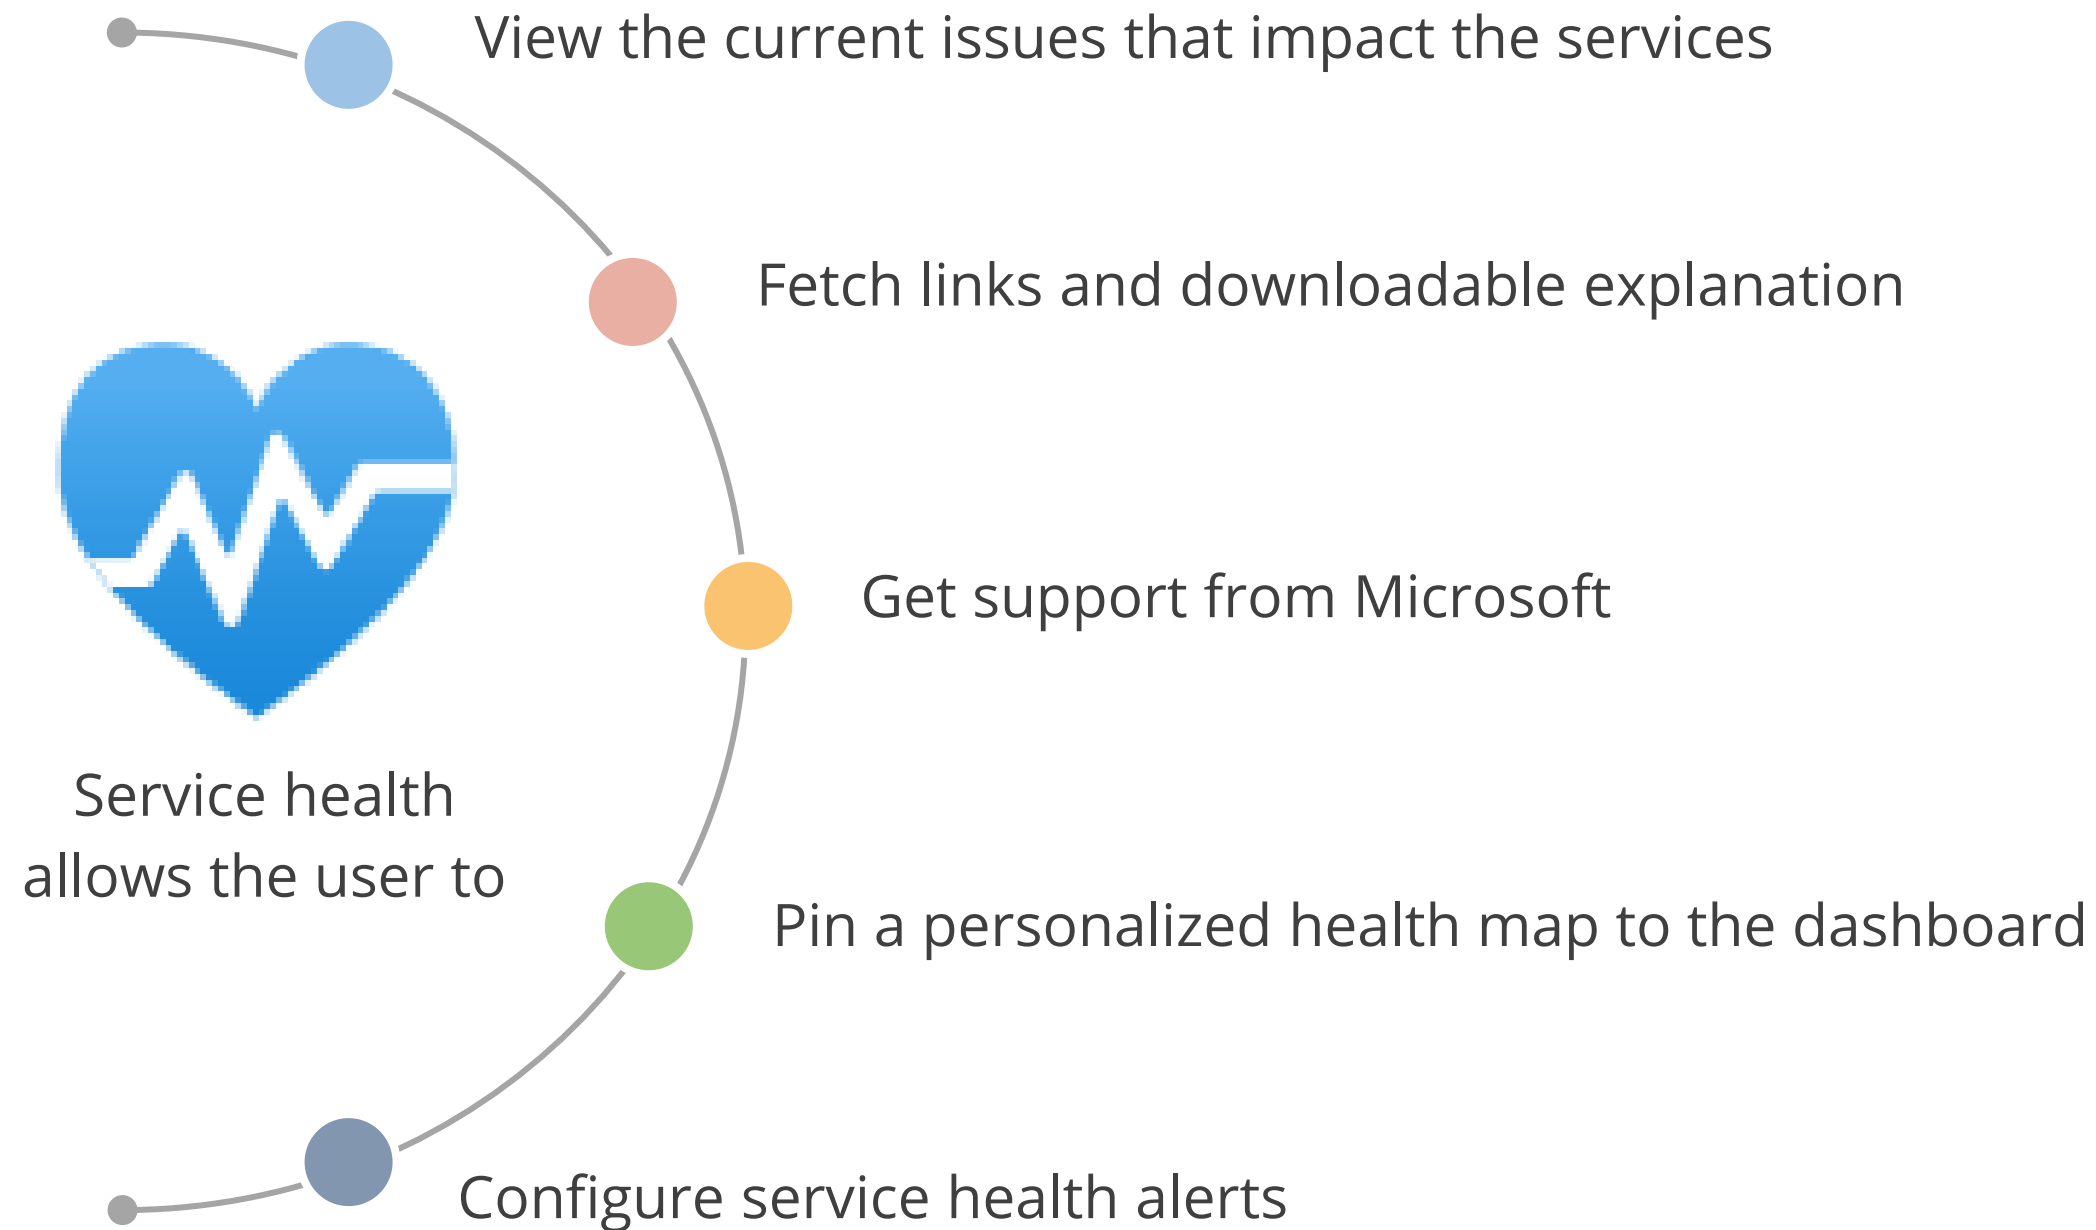 View the current issues that impact the services
Fetch links and downloadable explanation
Get support from Microsoft
Service health
allows the user to
Pin a personalized health map to the dashboard
Configure service health alerts